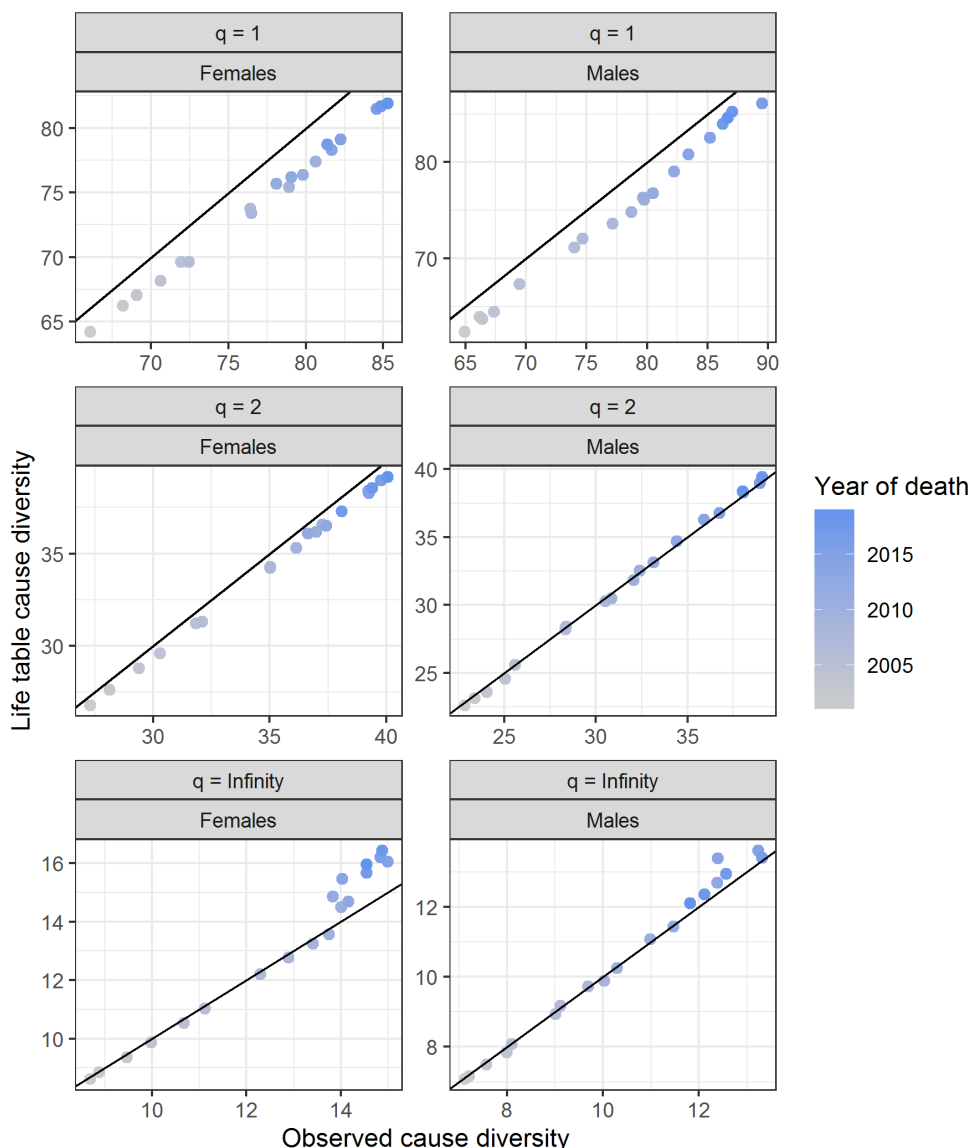 q = 1
q = 1
Females
Males
80
75
70
65
80
70
70
75
80
85
65
70
75
80
85
90
q = 2
q = 2
Females
Males
35
30
40
35
30
25
30
35
40
25
30
35
q = Infinity
q = Infinity
Females
Males
16
14
12
10
12
10
8
10
12
14
8
10
12
Life table cause diversity
Observed cause diversity
Year of death
2015
2010
2005